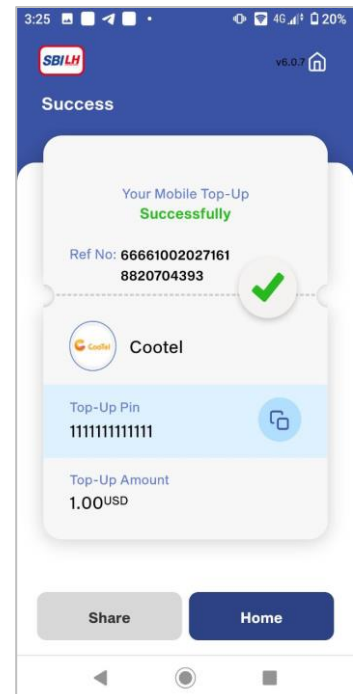 3:25
4G
20%
SBILH
v6.0.7
Success
Your Mobile Top-Up
Successfully
Ref No: 66661002027161
8820704393
CooTel
Cootel
Top-Up Pin
1111111111111
Top-Up Amount
1.00USD
Share
Home